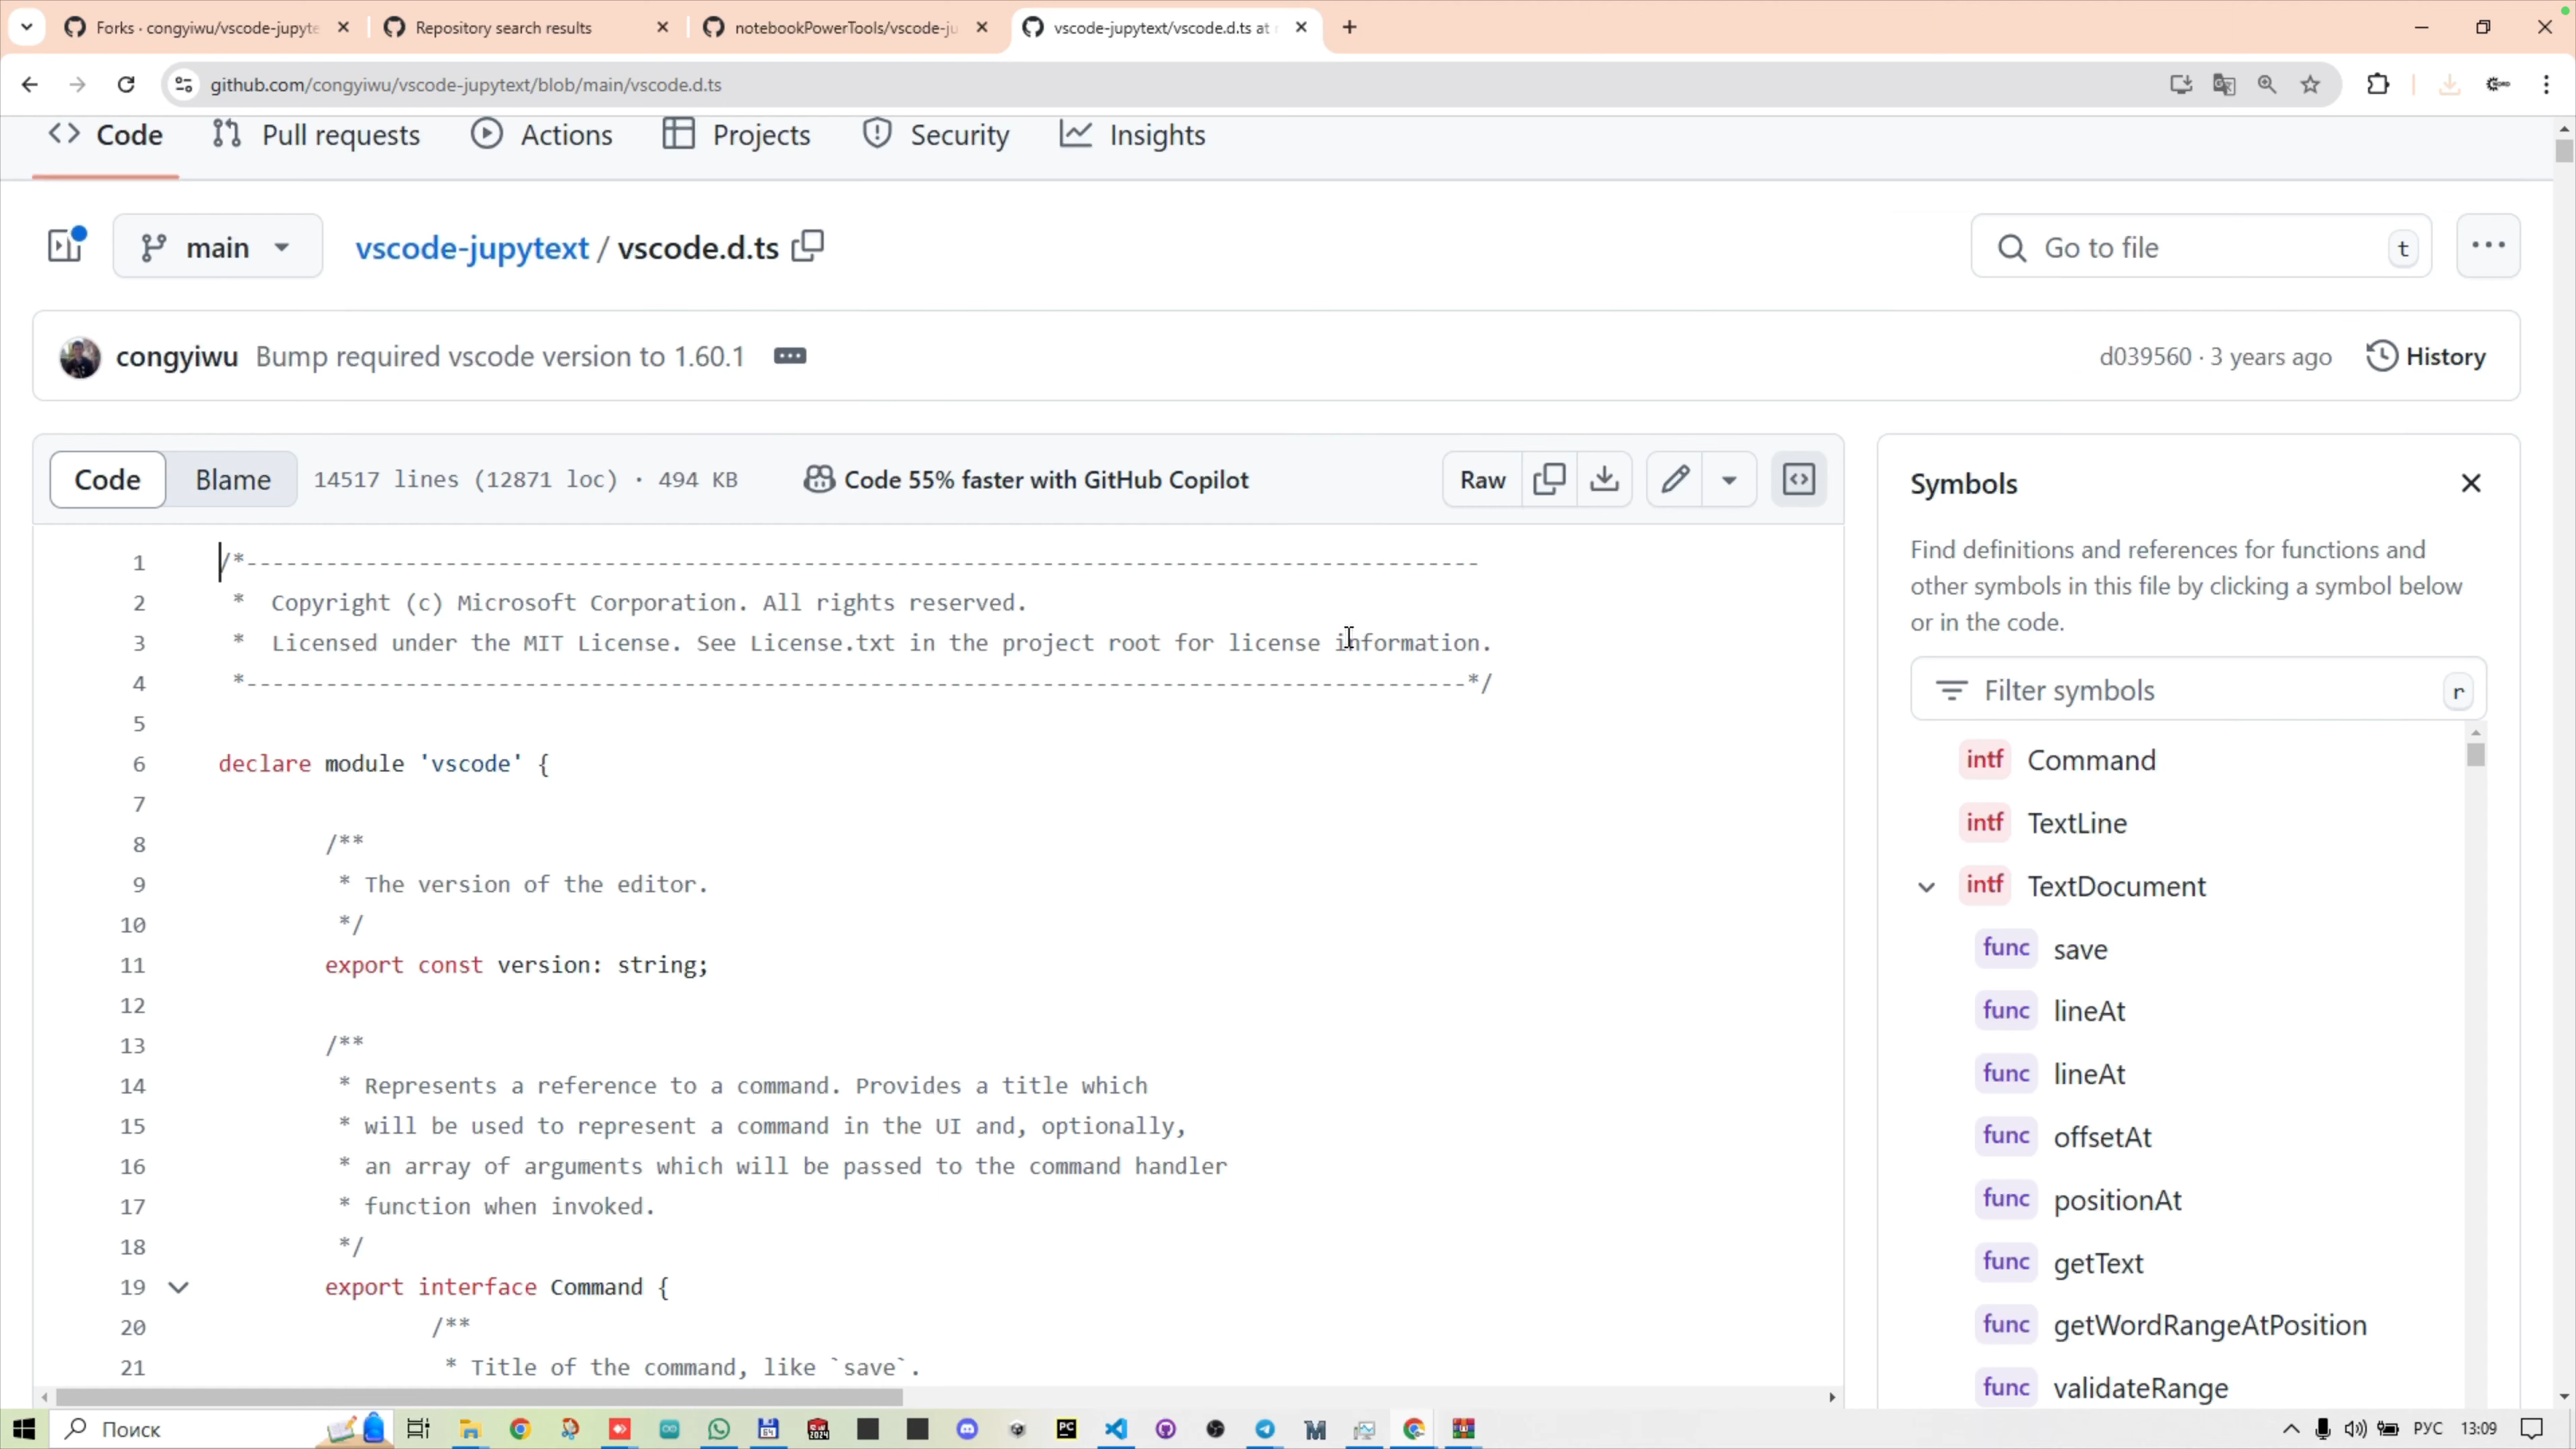 Forks · congyiwu/vscode-jupyte
Repository search results
notebookPowerTools/vscode-ju
vscode-jupytext/vscode.d.ts at
github.com/congyiwu/vscode-jupytext/blob/main/vscode.d.ts
Code
Pull requests
Actions
Projects
Security
Insights
main
vscode-jupytext / vscode.d.ts
Go to file
t
congyiwu Bump required vscode version to 1.60.1
d039560 · 3 years ago
History
Code
Blame
14517 lines (12871 loc) · 494 KB
Code 55% faster with GitHub Copilot
Raw
1 /*---------------------------------------------------------------------------------------------
2 * Copyright (c) Microsoft Corporation. All rights reserved.
3 * Licensed under the MIT License. See License.txt in the project root for license information.
4 *--------------------------------------------------------------------------------------------*/
5
6 declare module 'vscode' {
7
8 /**
9 * The version of the editor.
10 */
11 export const version: string;
12
13 /**
14 * Represents a reference to a command. Provides a title which
15 * will be used to represent a command in the UI and, optionally,
16 * an array of arguments which will be passed to the command handler
17 * function when invoked.
18 */
19 export interface Command {
20 /**
21 * Title of the command, like `save`.
Symbols
Find definitions and references for functions and
other symbols in this file by clicking a symbol below
or in the code.
Filter symbols
r
intf Command
intf TextLine
intf TextDocument
func save
func lineAt
func lineAt
func offsetAt
func positionAt
func getText
func getWordRangeAtPosition
func validateRange
Поиск
РУС
13:09